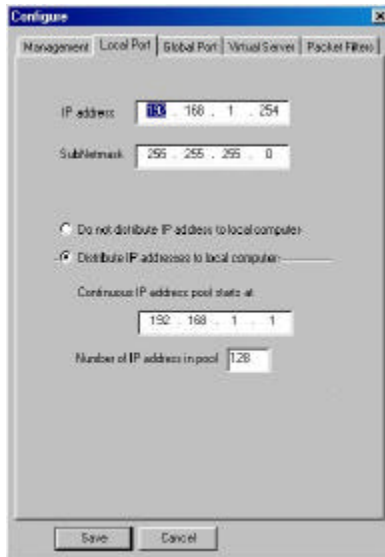 Configure
Management Local Port Global Port Virtual Server Packet Filters
IP address 192 . 168 . 1 . 254
SubNetmask 255 . 255 . 255 . 0
Do not distribute IP address to local computer
Distribute IP addresses to local computer
Continuous IP address pool starts at
192 . 168 . 1 . 1
Number of IP address in pool 128
Save Cancel